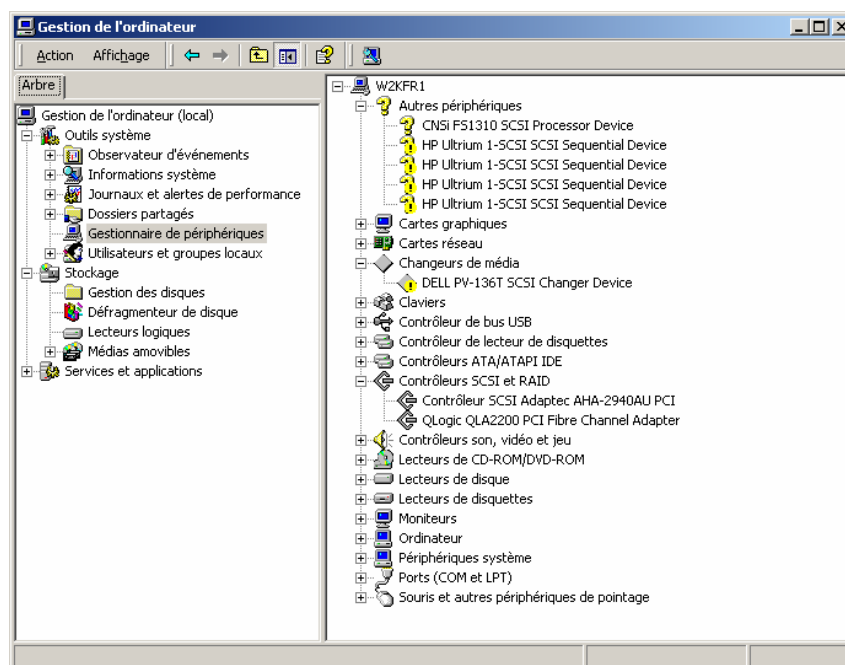 Gestion de l'ordinateur
Action Affichage
Arbre
Gestion de l'ordinateur (local)
Outils système
Observateur d'événements
Informations système
Journaux et alertes de performance
Dossiers partagés
Gestionnaire de périphériques
Utilisateurs et groupes locaux
Stockage
Gestion des disques
Défragmenteur de disque
Lecteurs logiques
Médias amovibles
Services et applications
W2KFR1
Autres périphériques
CNSi FS1310 SCSI Processor Device
HP Ultrium 1-SCSI SCSI Sequential Device
HP Ultrium 1-SCSI SCSI Sequential Device
HP Ultrium 1-SCSI SCSI Sequential Device
HP Ultrium 1-SCSI SCSI Sequential Device
Cartes graphiques
Cartes réseau
Changeurs de média
DELL PV-136T SCSI Changer Device
Claviers
Contrôleur de bus USB
Contrôleur de lecteur de disquettes
Contrôleurs ATA/ATAPI IDE
Contrôleurs SCSI et RAID
Contrôleur SCSI Adaptec AHA-2940AU PCI
QLogic QLA2200 PCI Fibre Channel Adapter
Contrôleurs son, vidéo et jeu
Lecteurs de CD-ROM/DVD-ROM
Lecteurs de disque
Lecteurs de disquettes
Moniteurs
Ordinateur
Périphériques système
Ports (COM et LPT)
Souris et autres périphériques de pointage